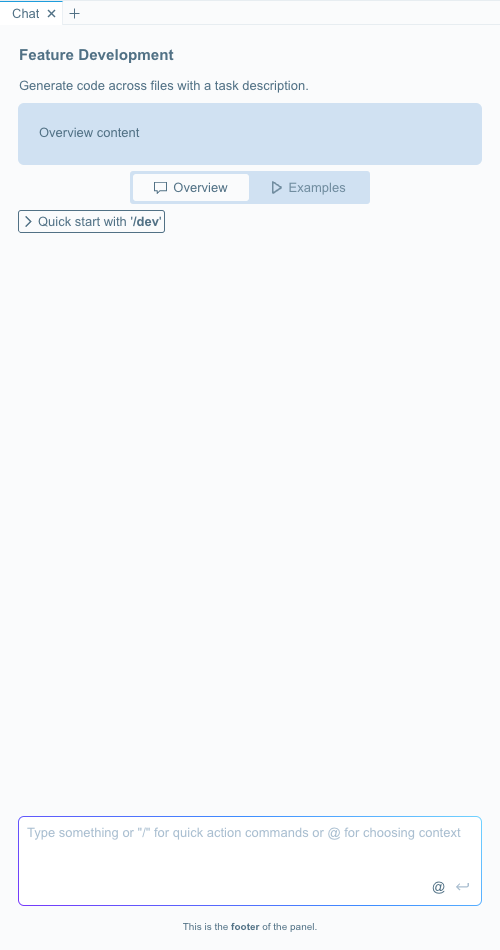 Chat
Feature Development
Generate code across files with a task description.
Overview content
Overview
Examples
Quick start with '/dev'
Type something or "/" for quick action commands or @ for choosing context
@
This is the footer of the panel.